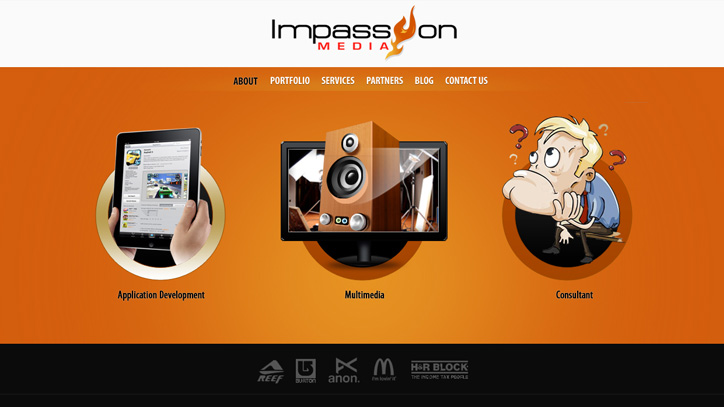 Impassion
MEDIA
ABOUT PORTFOLIO SERVICES PARTNERS BLOG CONTACT US
Application Development Multimedia Consultant
REEF BURTON anon. i'm lovin' it H&R BLOCK
THE INCOME TAX PEOPLE